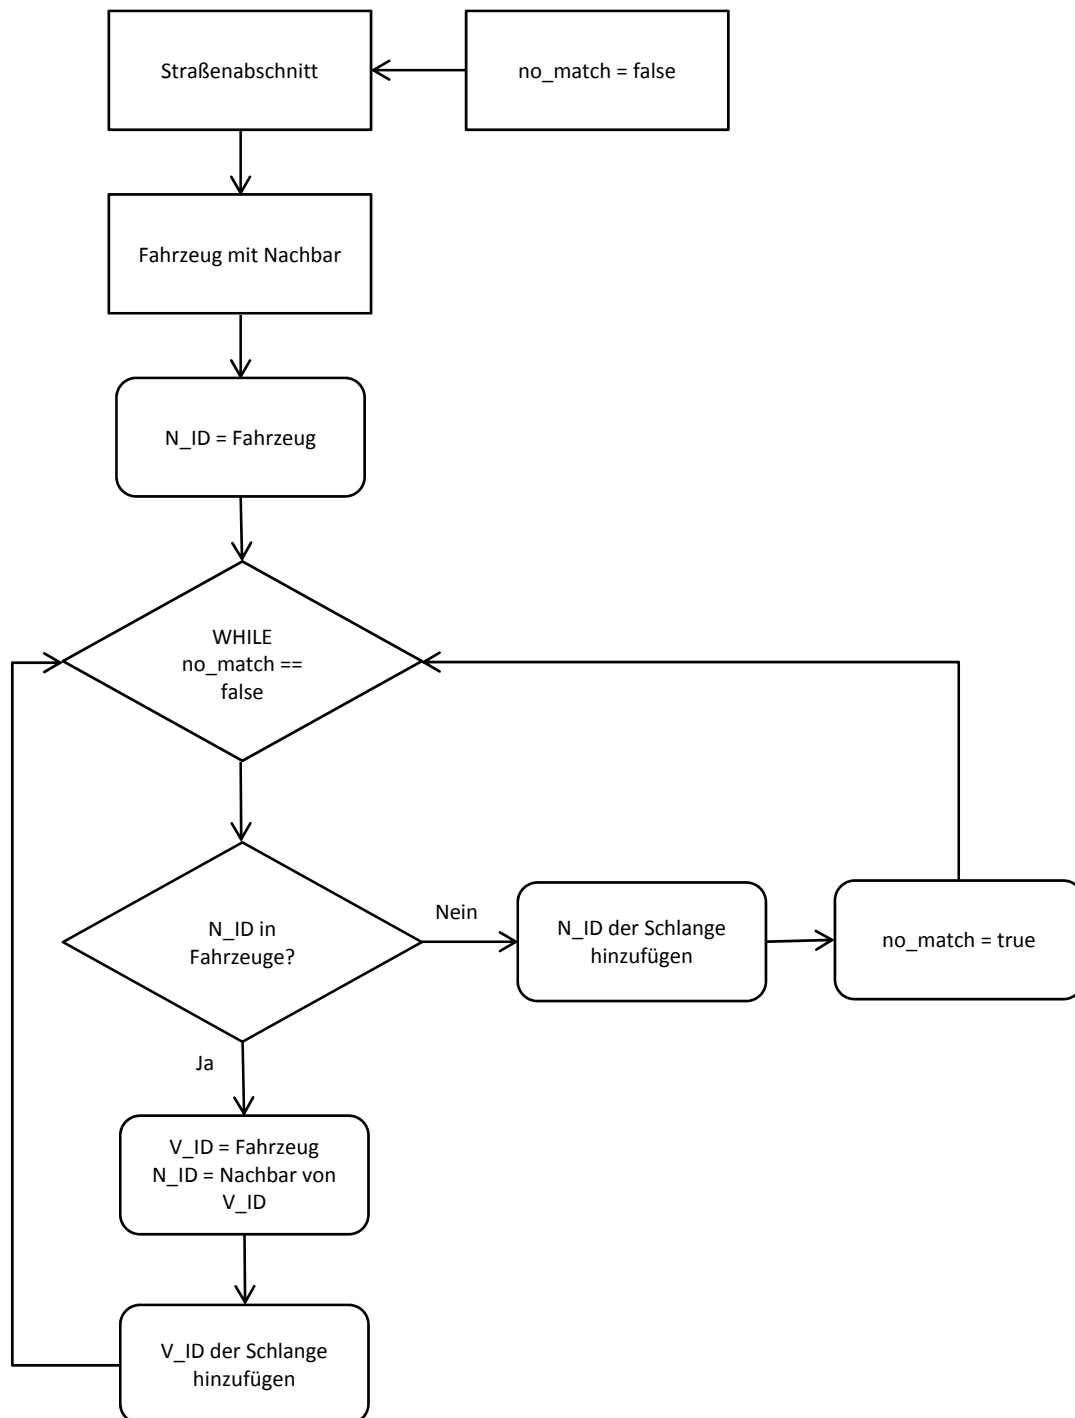 Straßenabschnitt
no_match = false
Fahrzeug mit Nachbar
N_ID = Fahrzeug
WHILE
no_match ==
false
N_ID in
Fahrzeuge?
Nein
N_ID der Schlange
hinzufügen
no_match = true
Ja
V_ID = Fahrzeug
N_ID = Nachbar von
V_ID
V_ID der Schlange
hinzufügen